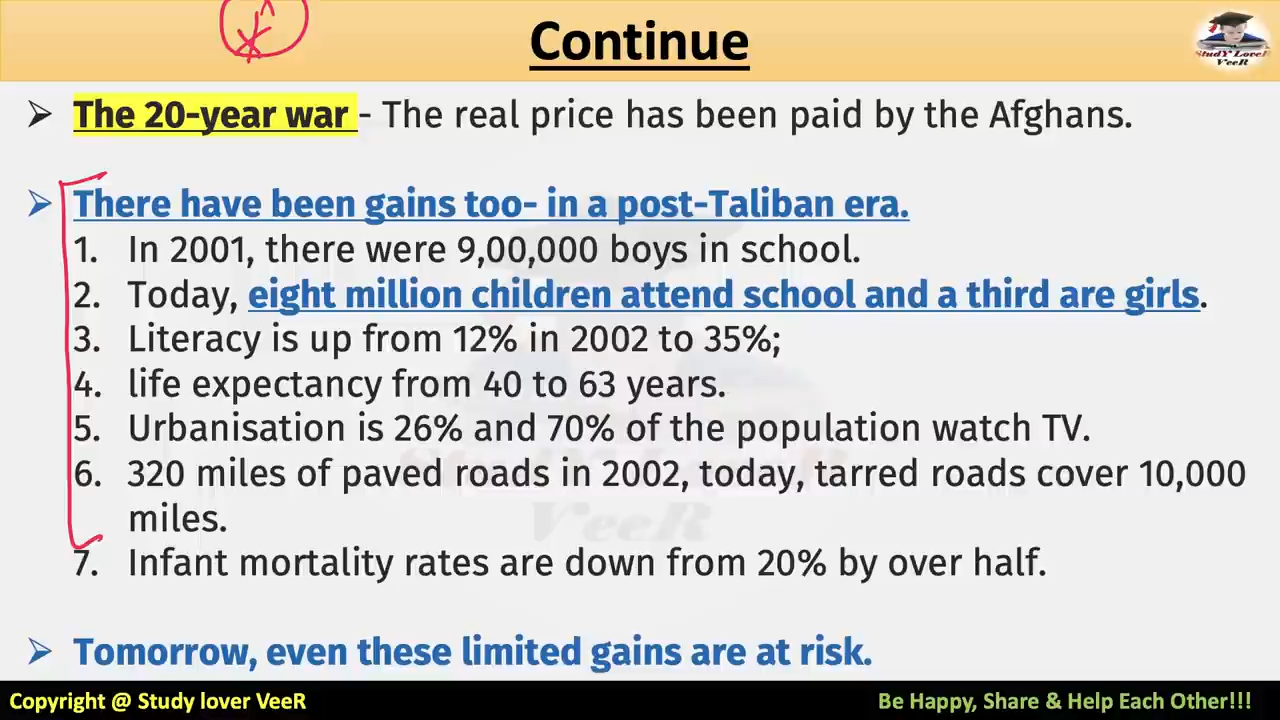 Continue
StudY LoveR
VeeR
➢ The 20-year war - The real price has been paid by the Afghans.
➢ There have been gains too- in a post-Taliban era.
1. In 2001, there were 9,00,000 boys in school.
2. Today, eight million children attend school and a third are girls.
3. Literacy is up from 12% in 2002 to 35%;
4. life expectancy from 40 to 63 years.
5. Urbanisation is 26% and 70% of the population watch TV.
6. 320 miles of paved roads in 2002, today, tarred roads cover 10,000
miles.
7. Infant mortality rates are down from 20% by over half.
➢ Tomorrow, even these limited gains are at risk.
StudY LoveR
VeeR
Copyright @ Study lover VeeR
Be Happy, Share & Help Each Other!!!